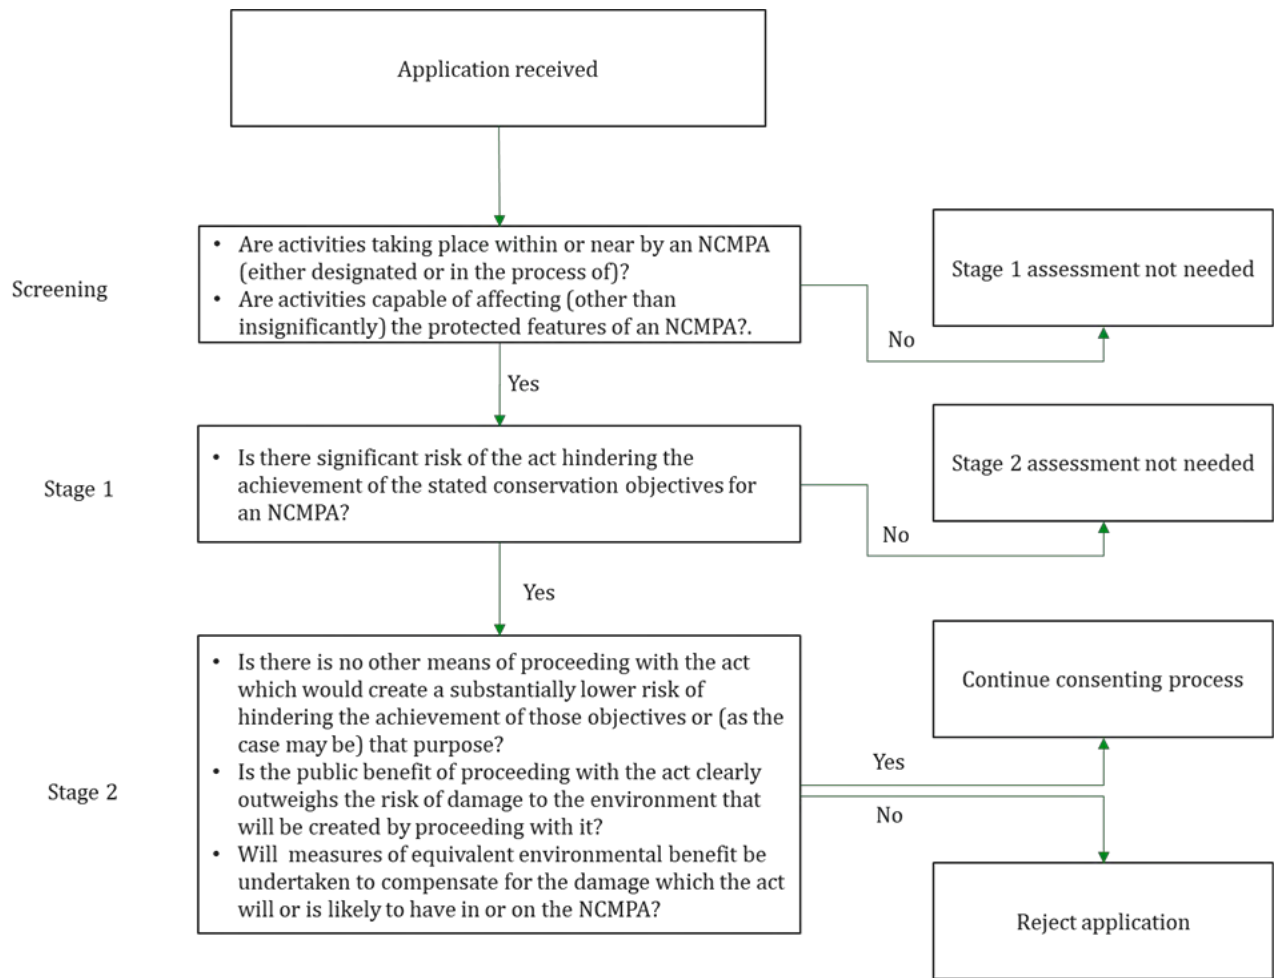 Application received
Screening
• Are activities taking place within or near by an NCMPA
(either designated or in the process of)?
• Are activities capable of affecting (other than
insignificantly) the protected features of an NCMPA?.
Stage 1 assessment not needed
No
Yes
Stage 1
• Is there significant risk of the act hindering the
achievement of the stated conservation objectives for
an NCMPA?
Stage 2 assessment not needed
No
Yes
Stage 2
• Is there is no other means of proceeding with the act
which would create a substantially lower risk of
hindering the achievement of those objectives or (as the
case may be) that purpose?
• Is the public benefit of proceeding with the act clearly
outweighs the risk of damage to the environment that
will be created by proceeding with it?
• Will measures of equivalent environmental benefit be
undertaken to compensate for the damage which the act
will or is likely to have in or on the NCMPA?
Continue consenting process
Yes
No
Reject application